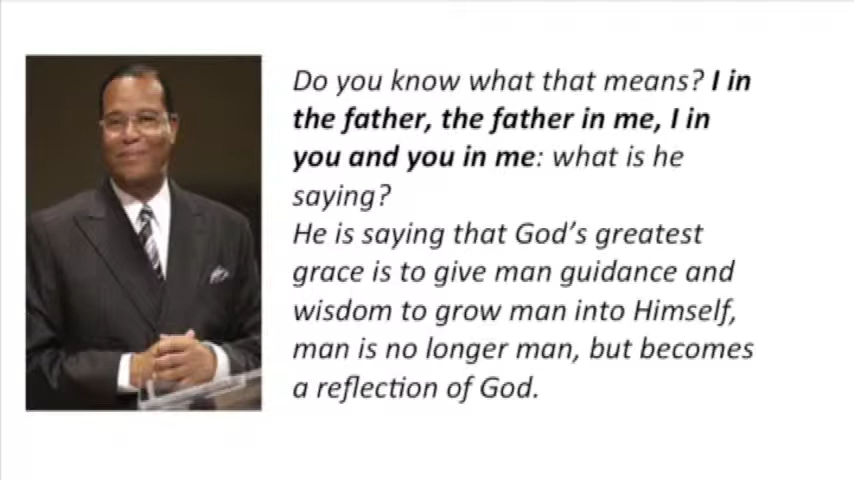 Do you know what that means? I in
the father, the father in me, I in
you and you in me: what is he
saying?
He is saying that God’s greatest
grace is to give man guidance and
wisdom to grow man into Himself,
man is no longer man, but becomes
a reflection of God.